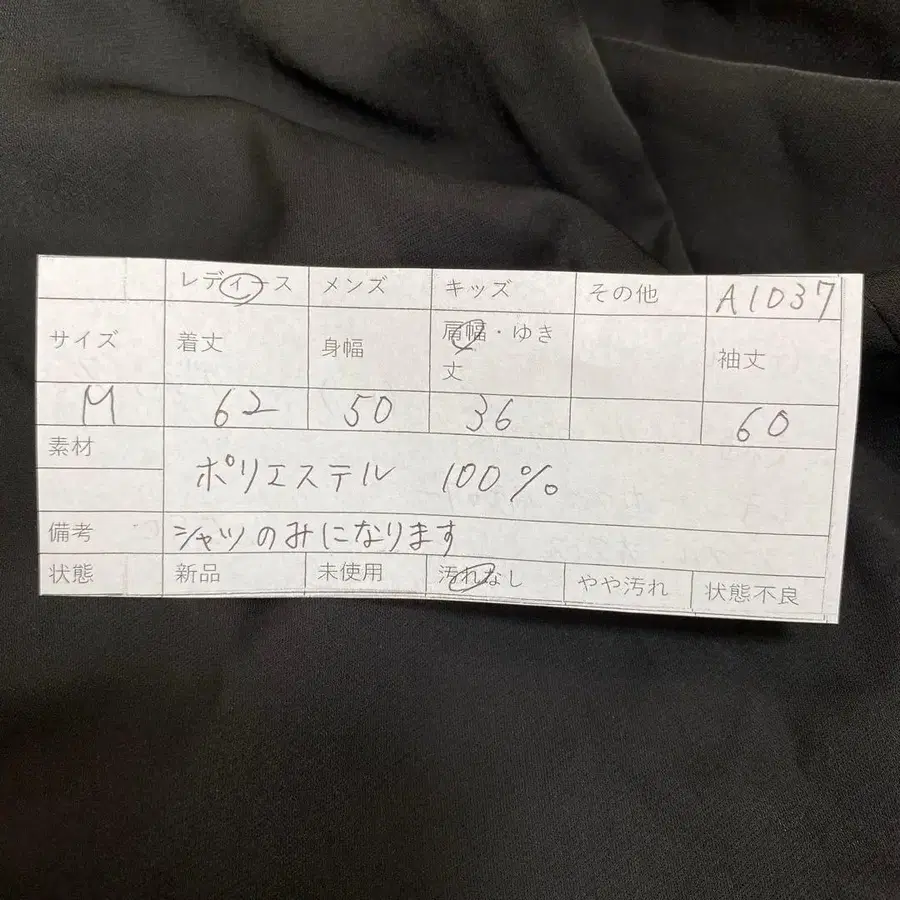 レディース メンズ キッズ その他 A1037
サイズ 着丈 身幅 肩幅・ゆき丈 袖丈
M 62 50 36 60
素材 ポリエステル 100%
備考 シャツのみになります
状態 新品 未使用 汚れなし やや汚れ 状態不良